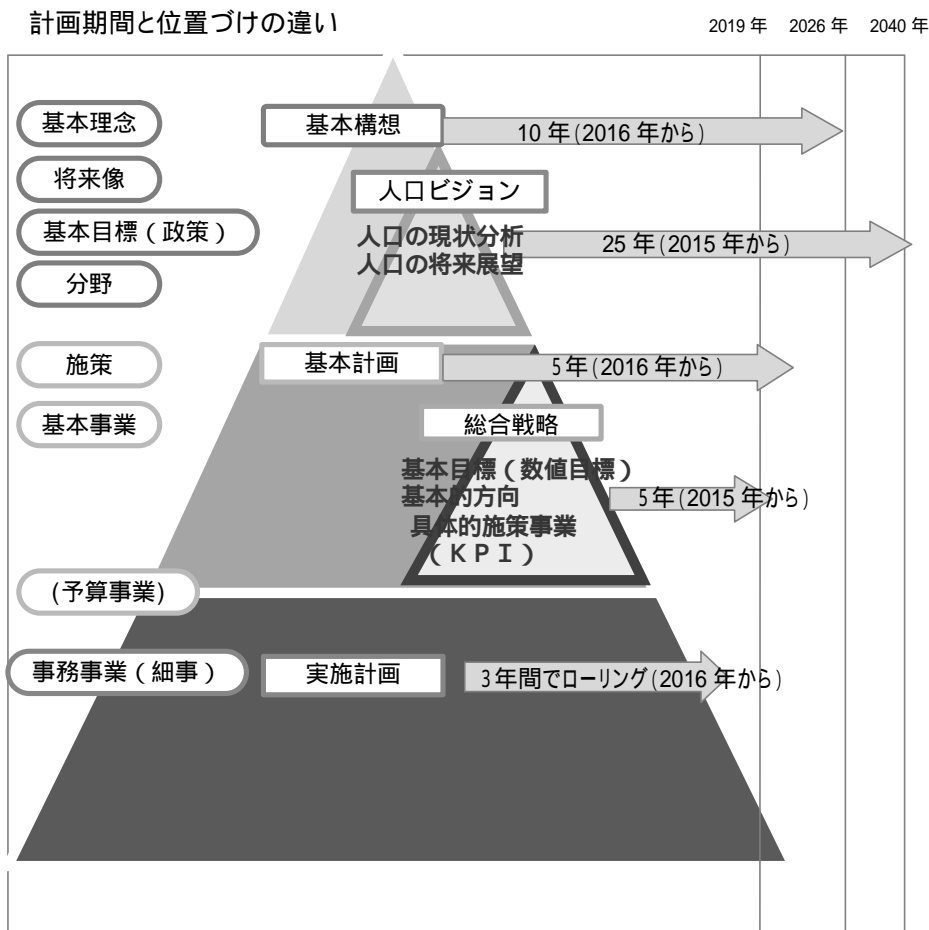 計画期間と位置づけの違い
2019 年 2026 年 2040 年
基本理念
基本構想
10 年(2016 年から)
将来像
人口ビジョン
基本目標(政策)
人口の現状分析
人口の将来展望
25 年(2015 年から)
分野
施策
基本計画
5 年(2016 年から)
基本事業
総合戦略
基本目標(数値目標)
基本的方向
具体的施策事業
(KPI)
5 年(2015 年から)
(予算事業)
事務事業(細事)
実施計画
3 年間でローリング(2016 年から)